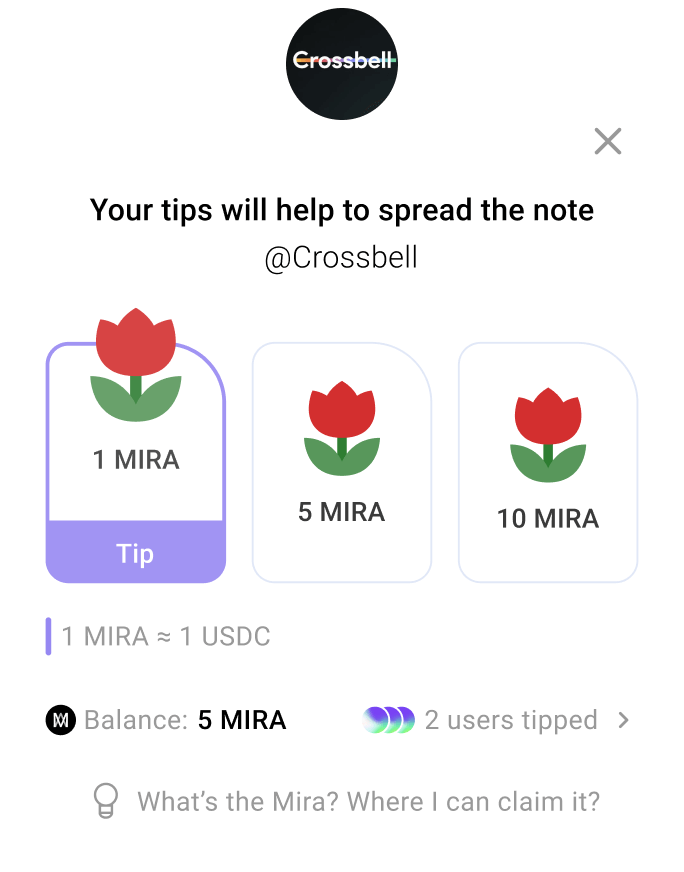 Crossbell
Your tips will help to spread the note
@Crossbell
1 MIRA
5 MIRA
10 MIRA
Tip
1 MIRA ≈ 1 USDC
Balance: 5 MIRA
2 users tipped
What’s the Mira? Where I can claim it?